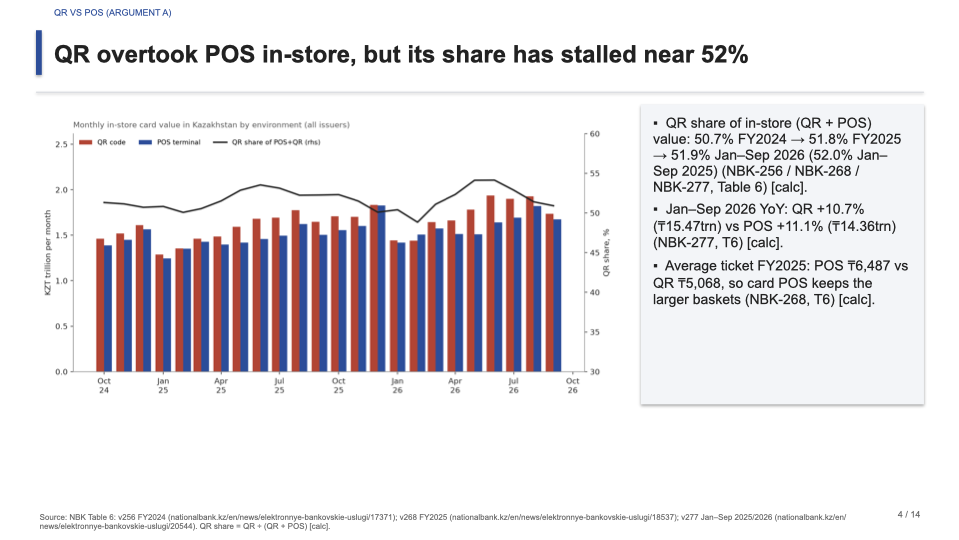 QR VS POS (ARGUMENT A)
QR overtook POS in-store, but its share has stalled near 52%
Monthly in-store card value in Kazakhstan by environment (all issuers)
QR code
POS terminal
QR share of POS+QR (rhs)
KZT trillion per month
2.5
2.0
1.5
1.0
0.5
0.0
60
55
50
45
40
35
30
QR share, %
Oct
24
Jan
25
Apr
25
Jul
25
Oct
25
Jan
26
Apr
26
Jul
26
Oct
26
▪ QR share of in-store (QR + POS)
value: 50.7% FY2024 → 51.8% FY2025
→ 51.9% Jan–Sep 2026 (52.0% Jan–
Sep 2025) (NBK-256 / NBK-268 /
NBK-277, Table 6) [calc].
▪ Jan–Sep 2026 YoY: QR +10.7%
(₸15.47trn) vs POS +11.1% (₸14.36trn)
(NBK-277, T6) [calc].
▪ Average ticket FY2025: POS ₸6,487 vs
QR ₸5,068, so card POS keeps the
larger baskets (NBK-268, T6) [calc].
Source: NBK Table 6: v256 FY2024 (nationalbank.kz/en/news/elektronnye-bankovskie-uslugi/17371); v268 FY2025 (nationalbank.kz/en/news/elektronnye-bankovskie-uslugi/18537); v277 Jan–Sep 2025/2026 (nationalbank.kz/en/
news/elektronnye-bankovskie-uslugi/20544). QR share = QR ÷ (QR + POS) [calc].
4 / 14